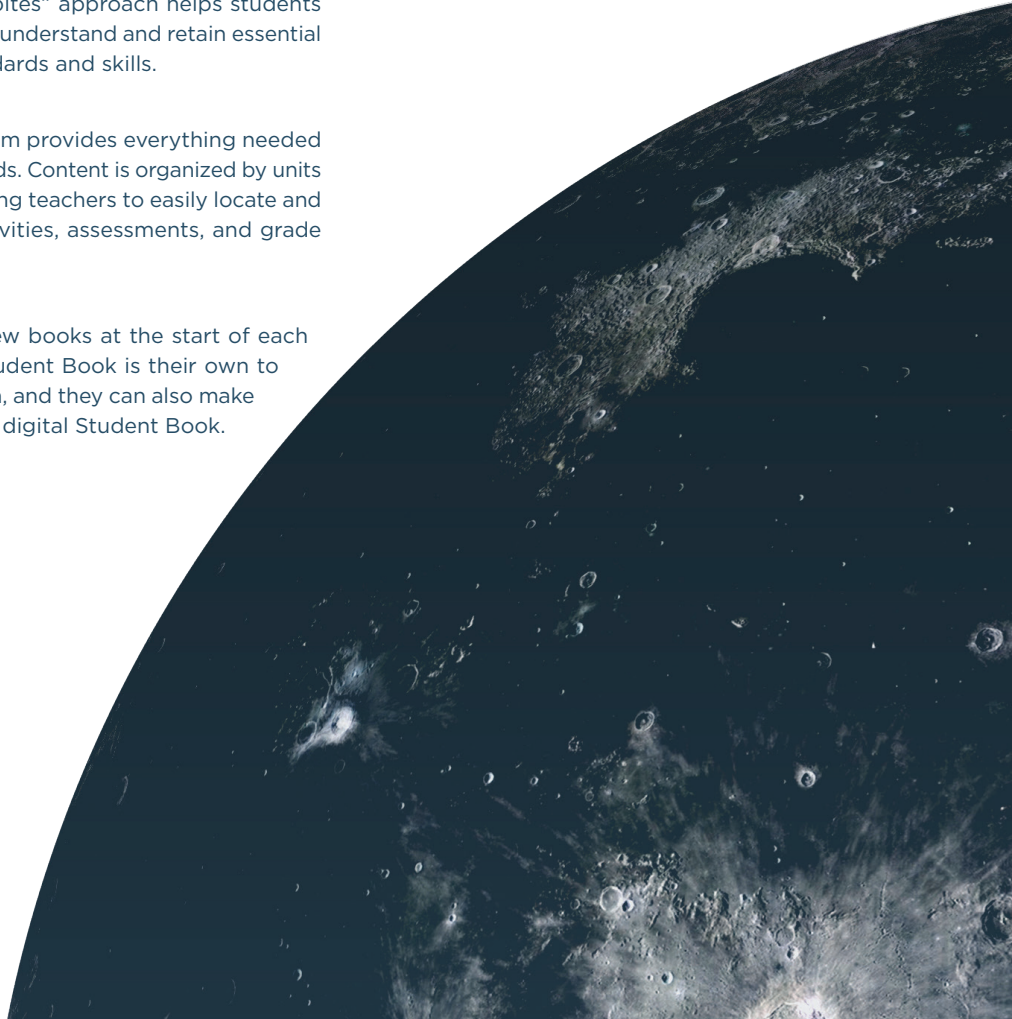 bites" approach helps students
understand and retain essential
dards and skills.
m provides everything needed
ds. Content is organized by units
ng teachers to easily locate and
vities, assessments, and grade
ew books at the start of each
udent Book is their own to
, and they can also make
digital Student Book.